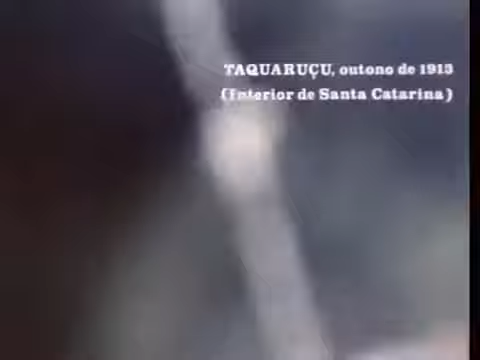 TAQUARUÇU, outono de 1913
(Interior de Santa Catarina)